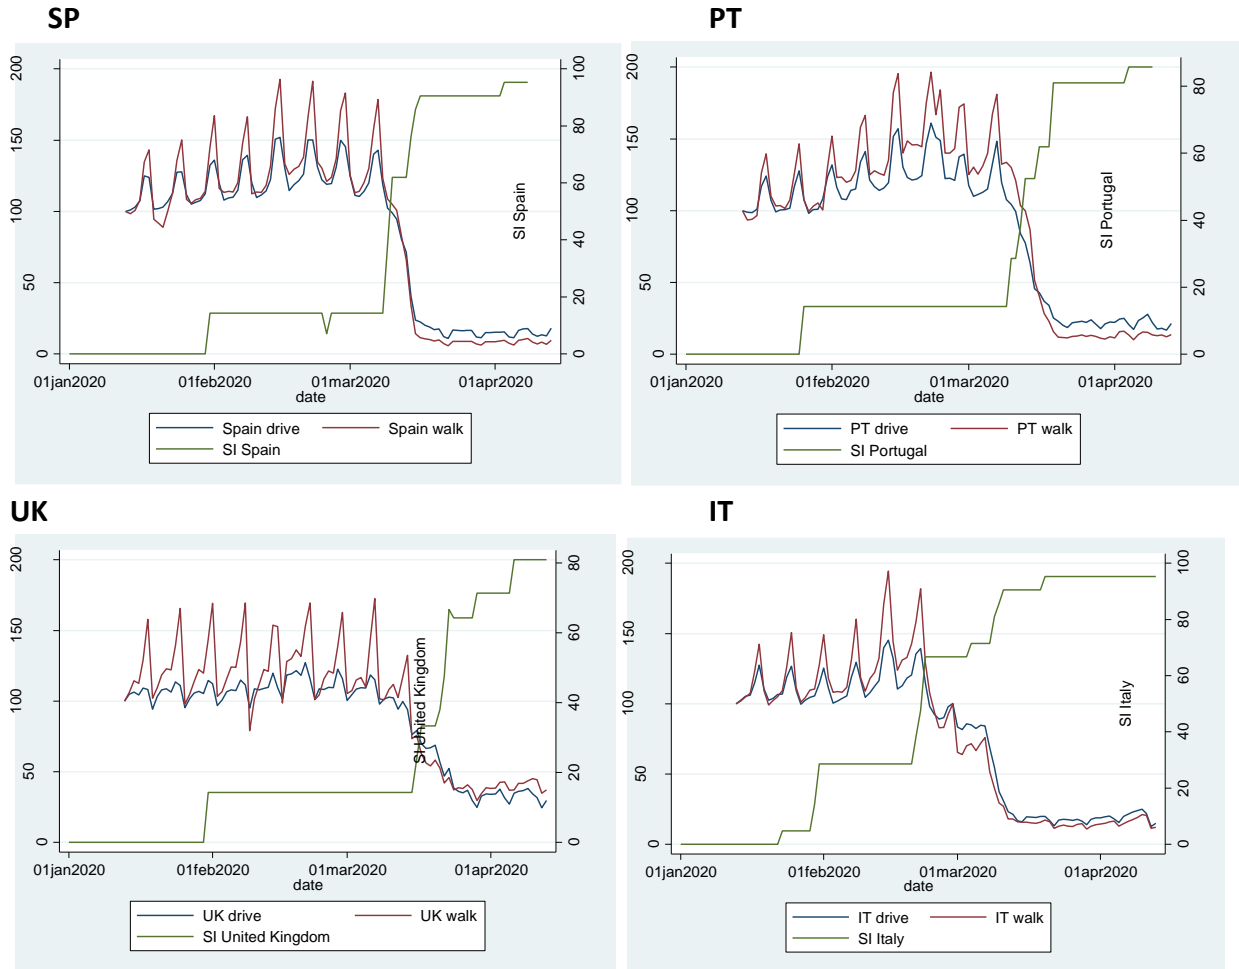 SP
200
150
100
50
0
100
80
60
40
20
0
SI Spain
01jan2020 01feb2020 01mar2020 01apr2020
date
Spain drive Spain walk
SI Spain
PT
200
150
100
50
0
80
60
40
20
0
SI Portugal
01jan2020 01feb2020 01mar2020 01apr2020
date
PT drive PT walk
SI Portugal
UK
200
150
100
50
0
80
60
40
20
0
SI United Kingdom
01jan2020 01feb2020 01mar2020 01apr2020
date
UK drive UK walk
SI United Kingdom
IT
200
150
100
50
0
100
80
60
40
20
0
SI Italy
01jan2020 01feb2020 01mar2020 01apr2020
date
IT drive IT walk
SI Italy